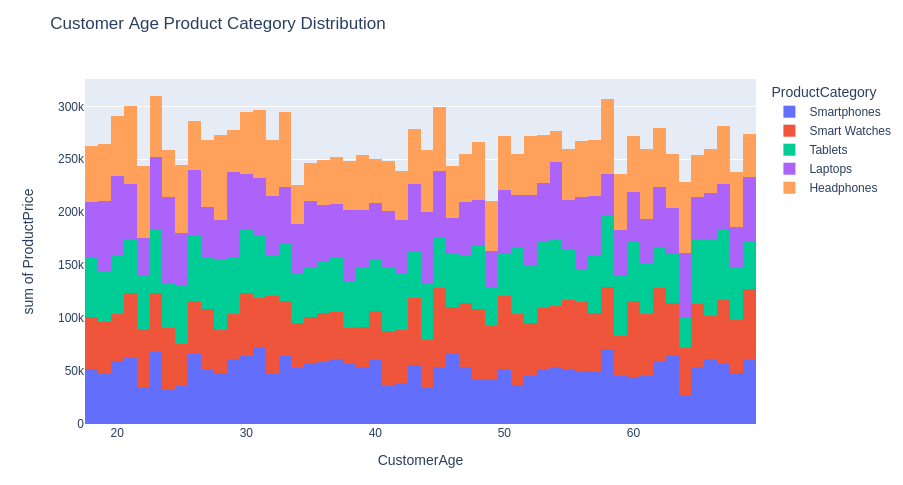 Customer Age Product Category Distribution
ProductCategory
Smartphones
Smart Watches
Tablets
Laptops
Headphones
sum of ProductPrice
300k
250k
200k
150k
100k
50k
0
20 30 40 50 60
CustomerAge